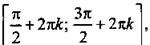 [π/2 + 2πk; 3π/2 + 2πk],